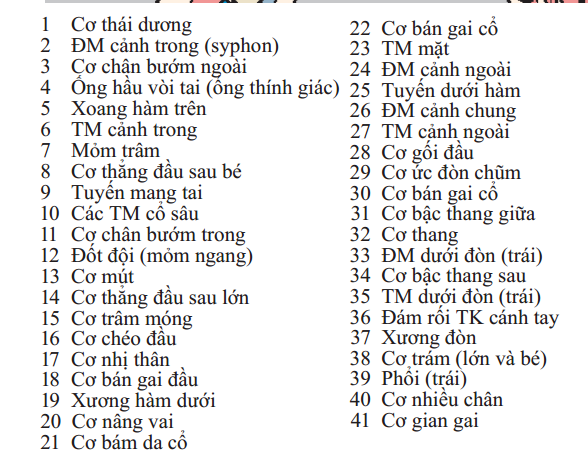 1 Cơ thái dương
2 ĐM cảnh trong (syphon)
3 Cơ chân bướm ngoài
4 Ống hầu vòi tai (ống thính giác)
5 Xoang hàm trên
6 TM cảnh trong
7 Mỏm trâm
8 Cơ thẳng đầu sau bé
9 Tuyến mang tai
10 Các TM cổ sâu
11 Cơ chân bướm trong
12 Đốt đội (mỏm ngang)
13 Cơ mút
14 Cơ thẳng đầu sau lớn
15 Cơ trâm móng
16 Cơ chéo đầu
17 Cơ nhị thân
18 Cơ bán gai đầu
19 Xương hàm dưới
20 Cơ nâng vai
21 Cơ bám da cổ
22 Cơ bán gai cổ
23 TM mặt
24 ĐM cảnh ngoài
25 Tuyến dưới hàm
26 ĐM cảnh chung
27 TM cảnh ngoài
28 Cơ gối đầu
29 Cơ ức đòn chũm
30 Cơ bán gai cổ
31 Cơ bậc thang giữa
32 Cơ thang
33 ĐM dưới đòn (trái)
34 Cơ bậc thang sau
35 TM dưới đòn (trái)
36 Đám rối TK cánh tay
37 Xương đòn
38 Cơ trám (lớn và bé)
39 Phổi (trái)
40 Cơ nhiều chân
41 Cơ gian gai